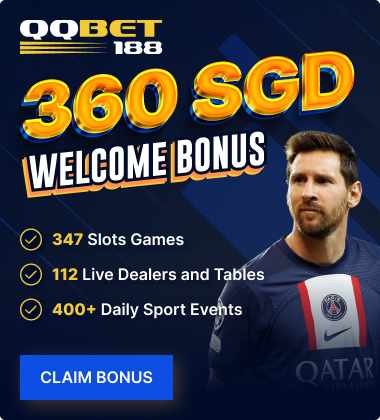 QQBET
188
360 SGD
WELCOME BONUS
347 Slots Games
112 Live Dealers and Tables
400+ Daily Sport Events
CLAIM BONUS
PARIS
QATAR